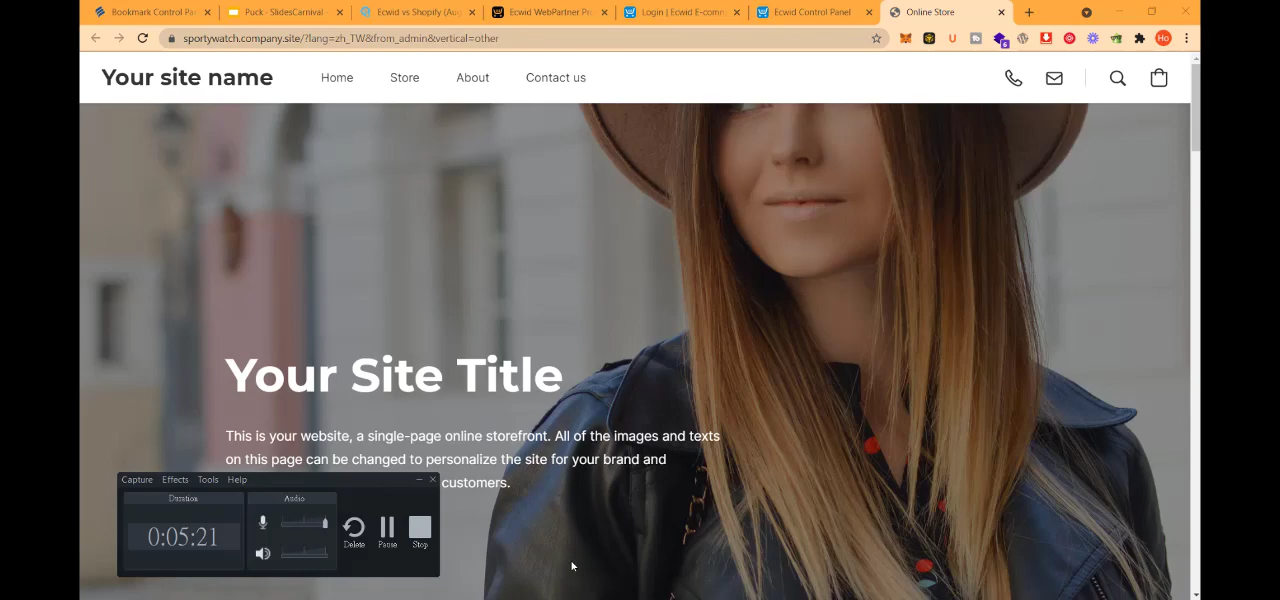 Bookmark Control Pa
Puck - SlidesCarnival
Ecwid vs Shopify (Au
Ecwid WebPartner Po
Login | Ecwid E-comm
Ecwid Control Panel
Online Store
sportywatch.company.site/?lang=zh_TW&from_admin&vertical=other
Your site name
Home
Store
About
Contact us
Your Site Title
This is your website, a single-page online storefront. All of the images and texts
on this page can be changed to personalize the site for your brand and
customers.
Capture Effects Tools Help
Duration
Audio
0:05:21
Delete
Pause
Stop
Ho
6